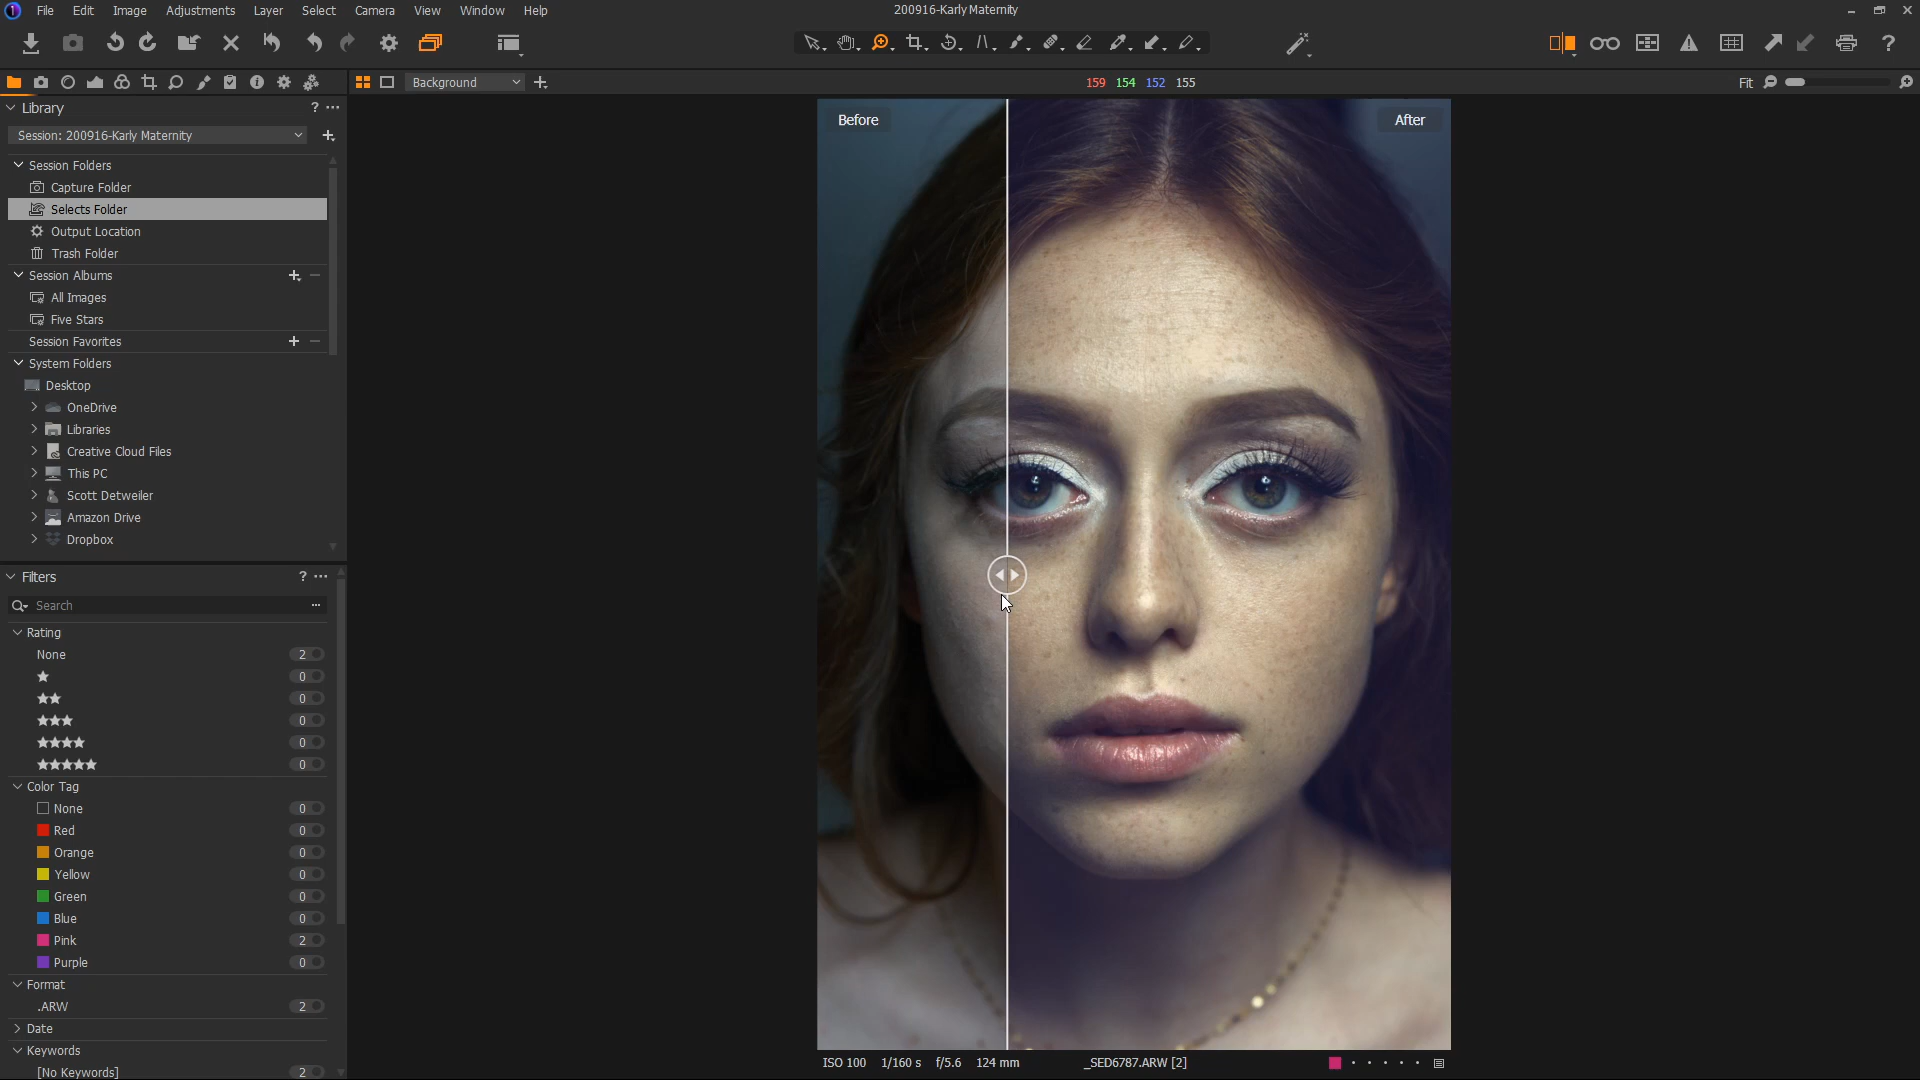 File Edit Image Adjustments Layer Select Camera View Window Help
200916-Karly Maternity
Background
159 154 152 155
Fit
Library
Session: 200916-Karly Maternity
Session Folders
Capture Folder
Selects Folder
Output Location
Trash Folder
Session Albums
All Images
Five Stars
Session Favorites
System Folders
Desktop
OneDrive
Libraries
Creative Cloud Files
This PC
Scott Detweiler
Amazon Drive
Dropbox
Filters
Search
Rating
None 2
0
0
0
0
0
Color Tag
None 0
Red 0
Orange 0
Yellow 0
Green 0
Blue 0
Pink 2
Purple 0
Format
.ARW 2
Date
Keywords
[No Keywords] 2
Before
After
ISO 100 1/160 s f/5.6 124 mm
_SED6787.ARW [2]